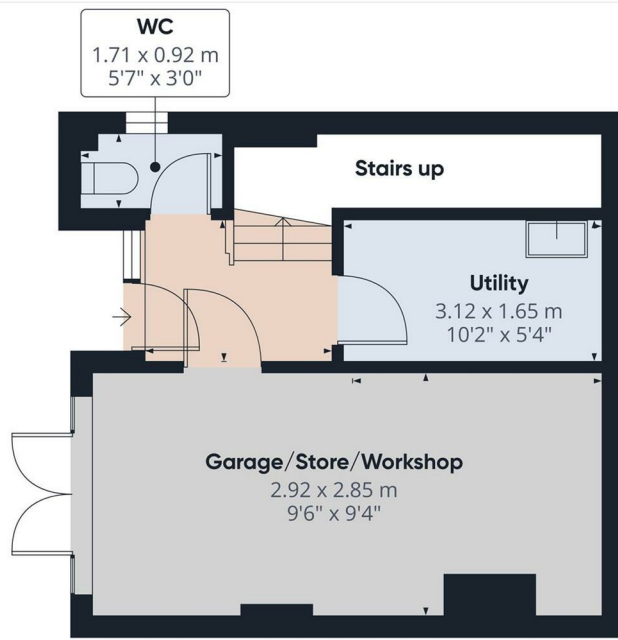 WC
1.71 x 0.92 m
5'7" x 3'0"
Stairs up
Utility
3.12 x 1.65 m
10'2" x 5'4"
Garage/Store/Workshop
2.92 x 2.85 m
9'6" x 9'4"